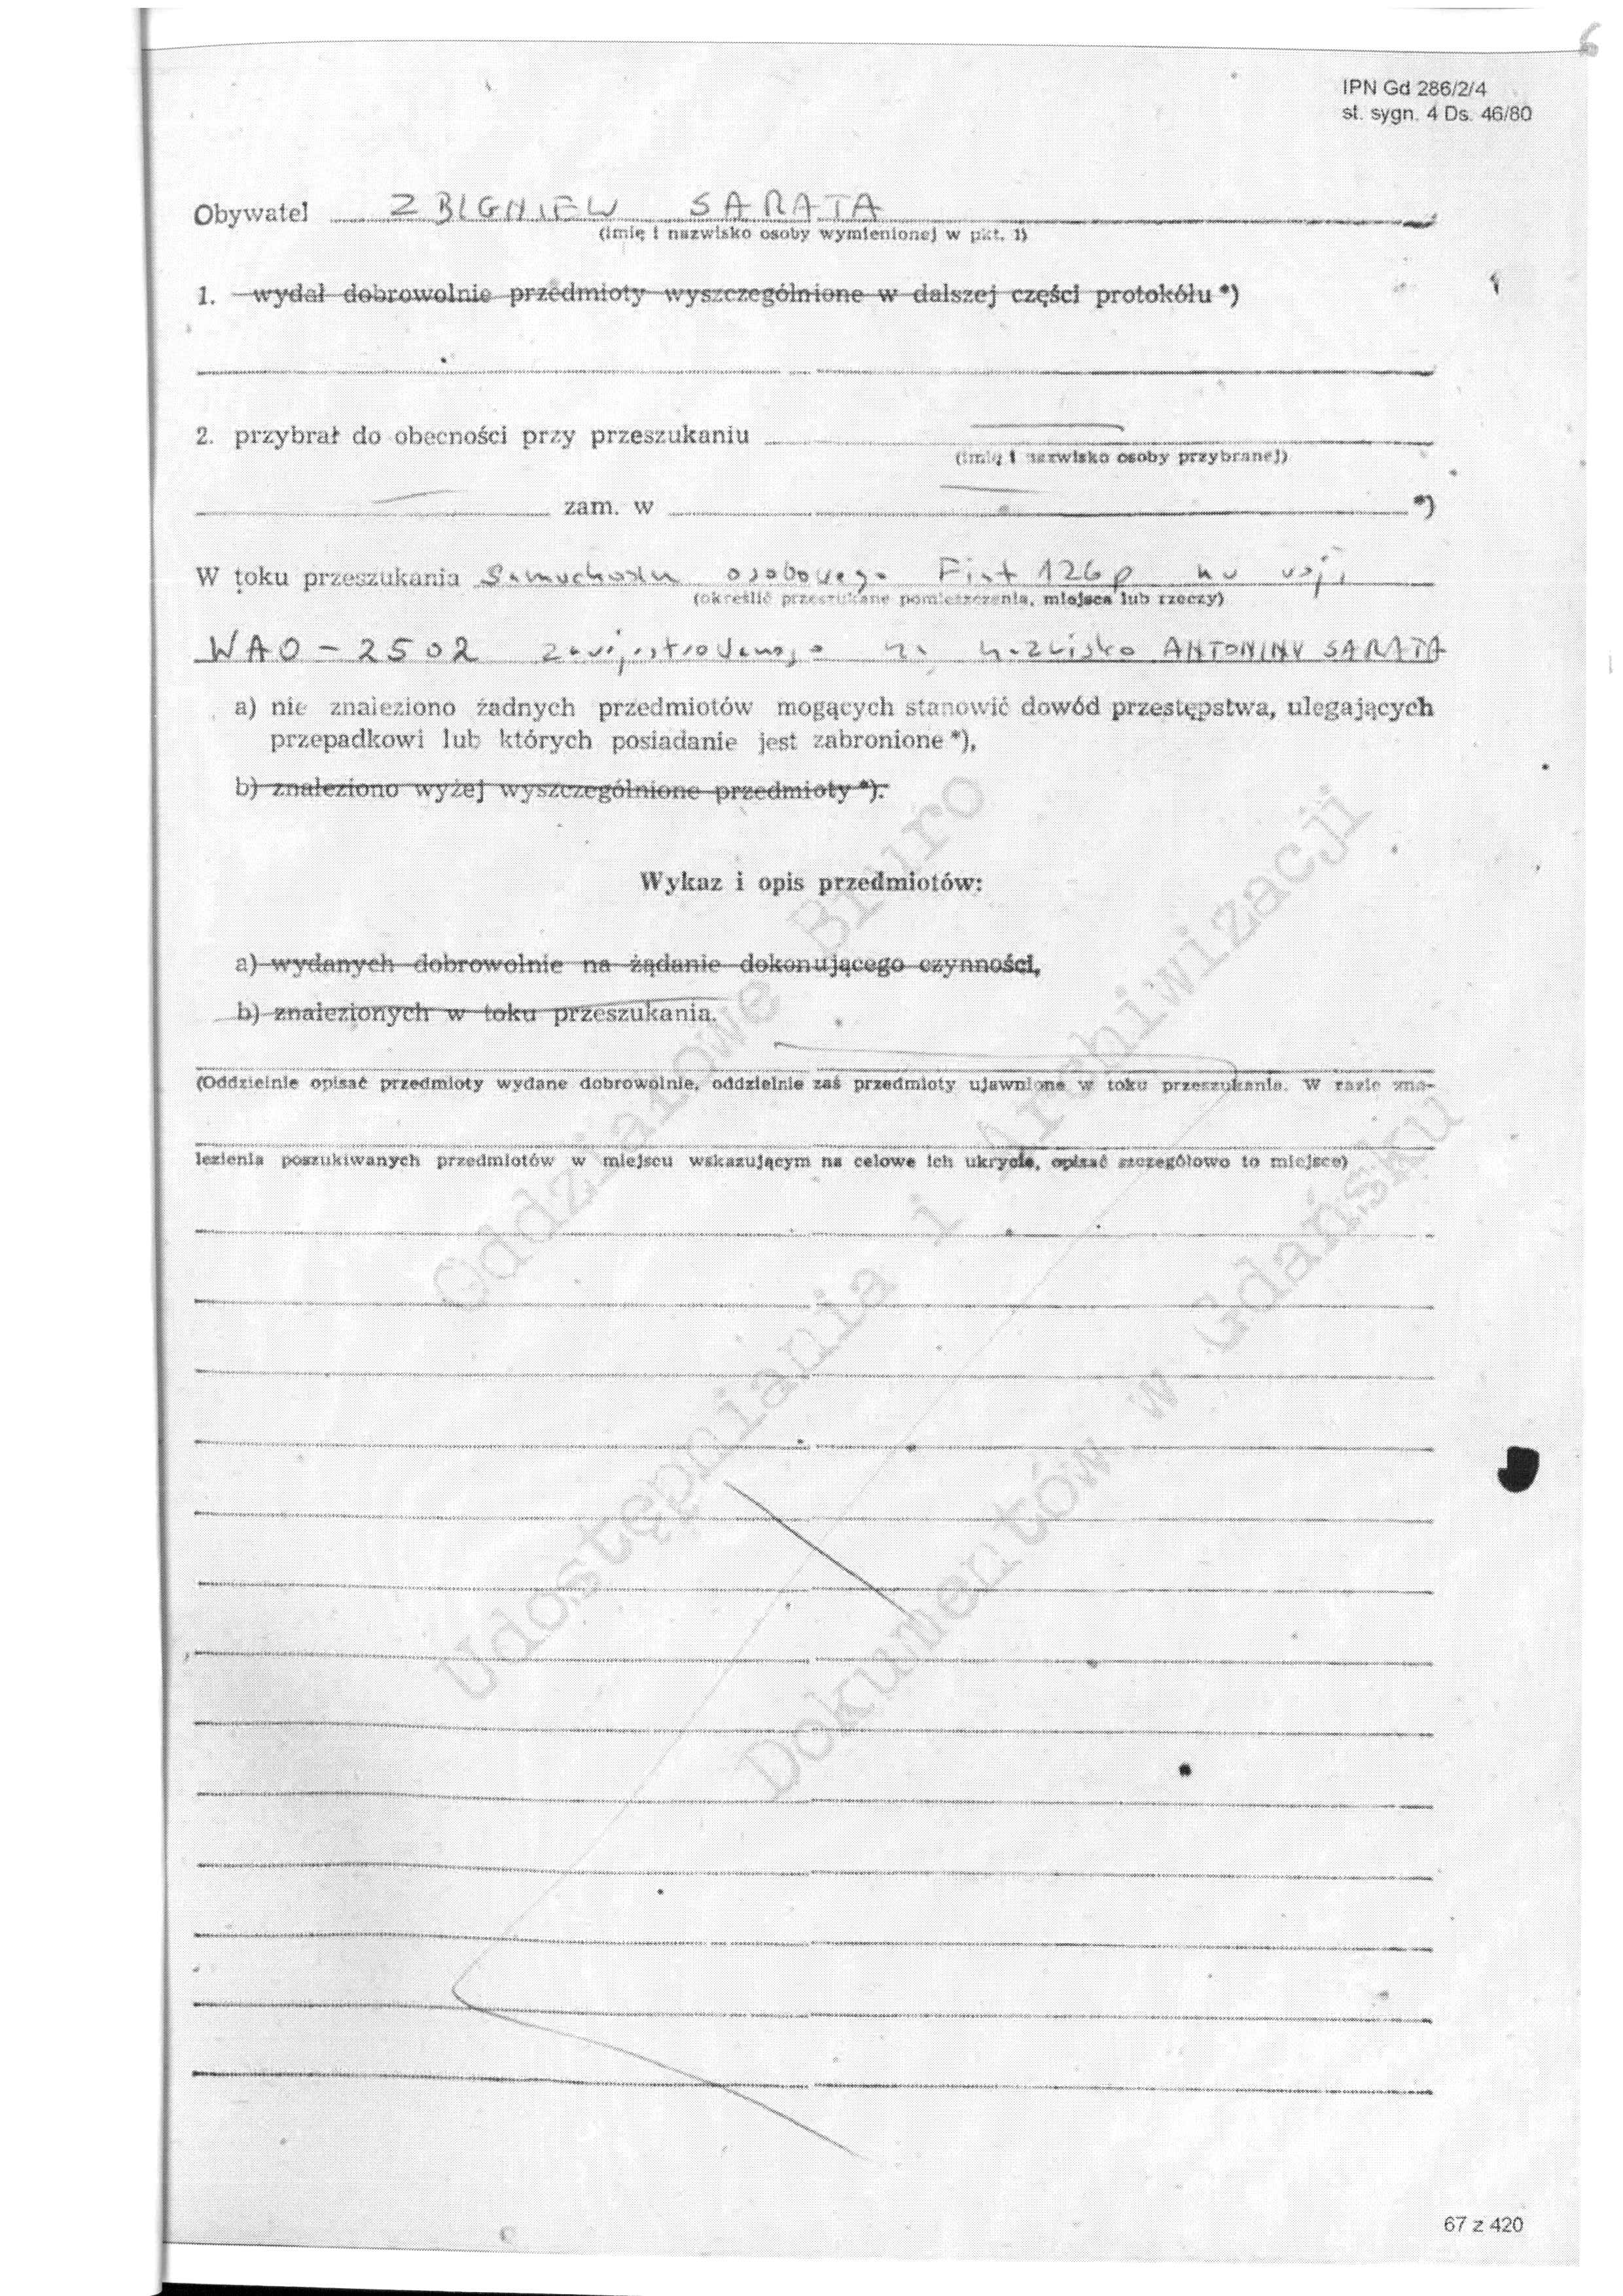 6
IPN Gd 286/2/4
st. sygn. 4 Ds. 46/80
Obywatel ZBIGNIEW SARATA
(imię i nazwisko osoby wymienionej w pkt. 1)
1. wydał dobrowolnie przedmioty wyszczególnione w dalszej części protokółu *)
2. przybrał do obecności przy przeszukaniu
(imię i nazwisko osoby przybranej)
zam. w *)
W toku przeszukania Samochodu osobowego Fiat 126p nr rej.
(określić przeszukane pomieszczenia, miejsca lub rzeczy)
WAO - 2502 zarejestrowanego na nazwisko ANTONINY SARATA
a) nie znaleziono żadnych przedmiotów mogących stanowić dowód przestępstwa, ulegających
przepadkowi lub których posiadanie jest zabronione *),
b) znaleziono wyżej wyszczególnione przedmioty *).
Wykaz i opis przedmiotów:
a) wydanych dobrowolnie na żądanie dokonującego czynności,
b) znalezionych w toku przeszukania.
(Oddzielnie opisać przedmioty wydane dobrowolnie, oddzielnie zaś przedmioty ujawnione w toku przeszukania. W razie zna-
lezienia poszukiwanych przedmiotów w miejscu wskazującym na celowe ich ukrycie, opisać szczegółowo to miejsce)
Oddziałowe Biuro
Udostępniania i Archiwizacji
Dokumentów w Gdańsku
67 z 420